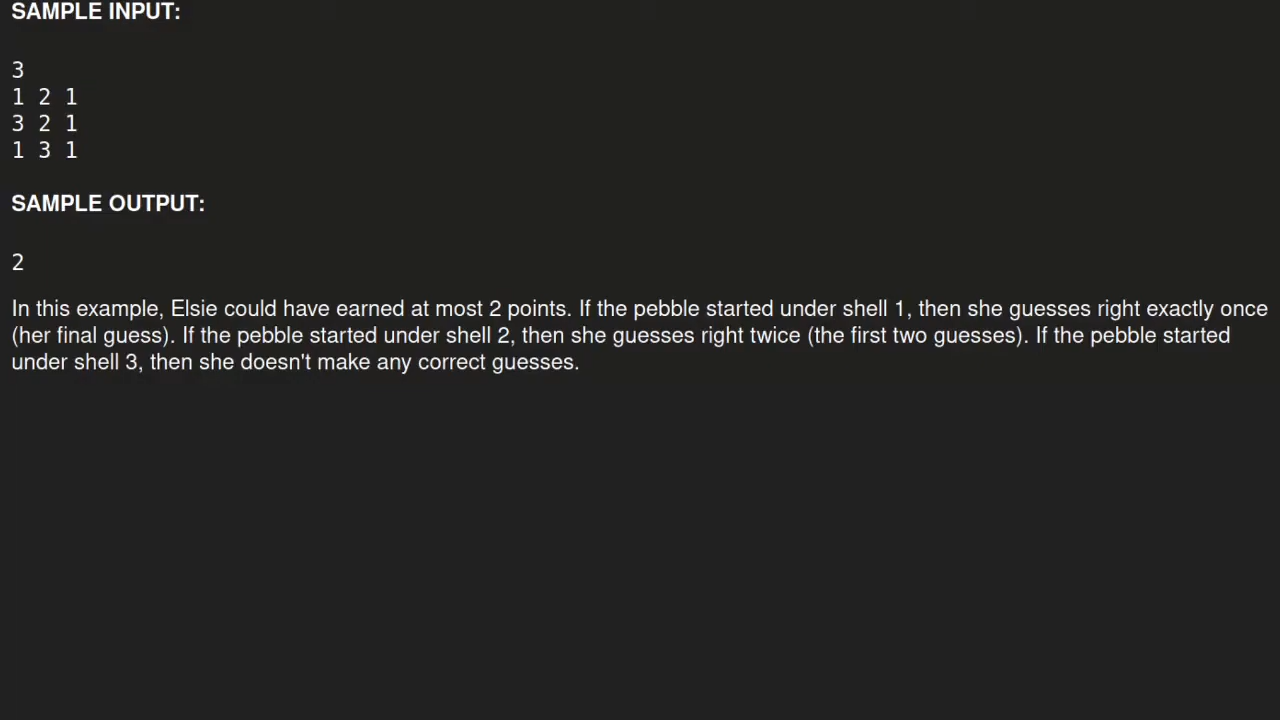 SAMPLE INPUT:
3
1 2 1
3 2 1
1 3 1
SAMPLE OUTPUT:
2
In this example, Elsie could have earned at most 2 points. If the pebble started under shell 1, then she guesses right exactly once
(her final guess). If the pebble started under shell 2, then she guesses right twice (the first two guesses). If the pebble started
under shell 3, then she doesn't make any correct guesses.